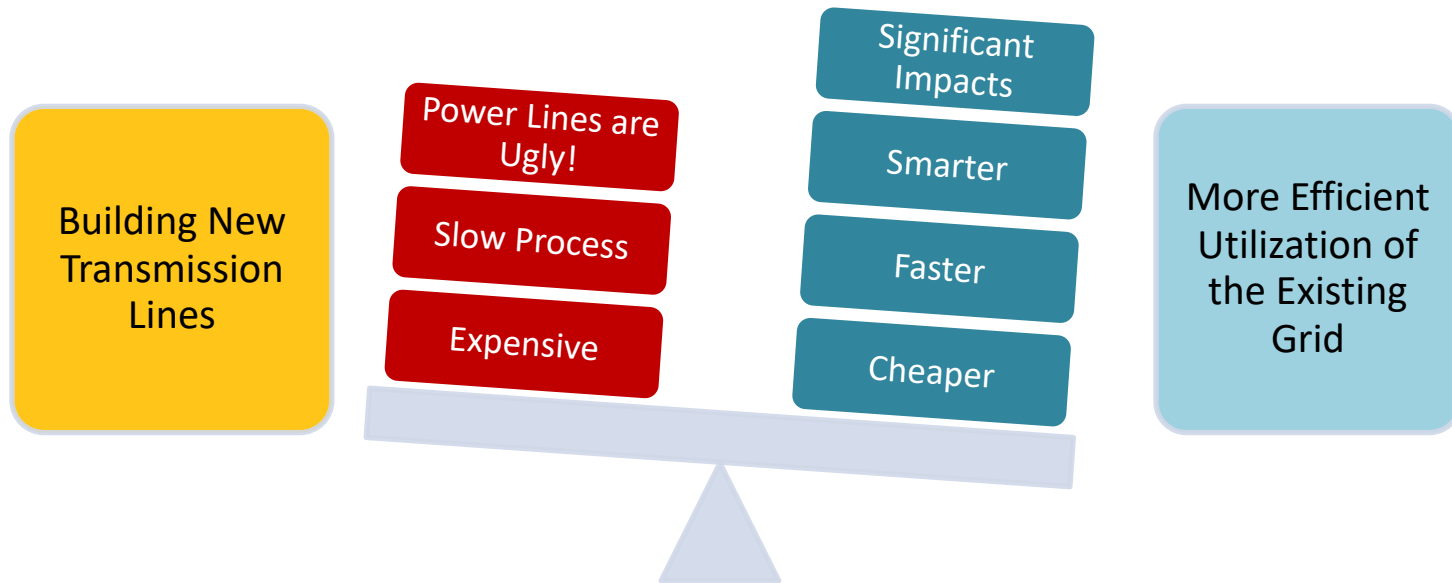 Building New
Transmission
Lines
Power Lines are
Ugly!
Slow Process
Expensive
Significant
Impacts
Smarter
Faster
Cheaper
More Efficient
Utilization of
the Existing
Grid